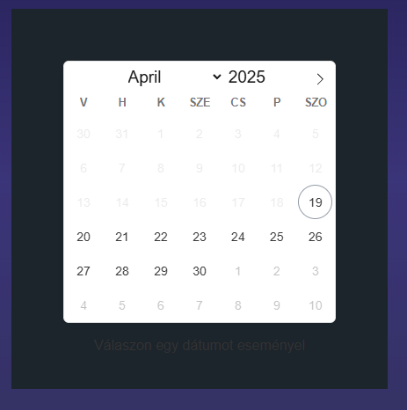 April 2025
V H K SZE CS P SZO
30 31 1 2 3 4 5
6 7 8 9 10 11 12
13 14 15 16 17 18 19
20 21 22 23 24 25 26
27 28 29 30 1 2 3
4 5 6 7 8 9 10
Válaszon egy dátumot eseményel